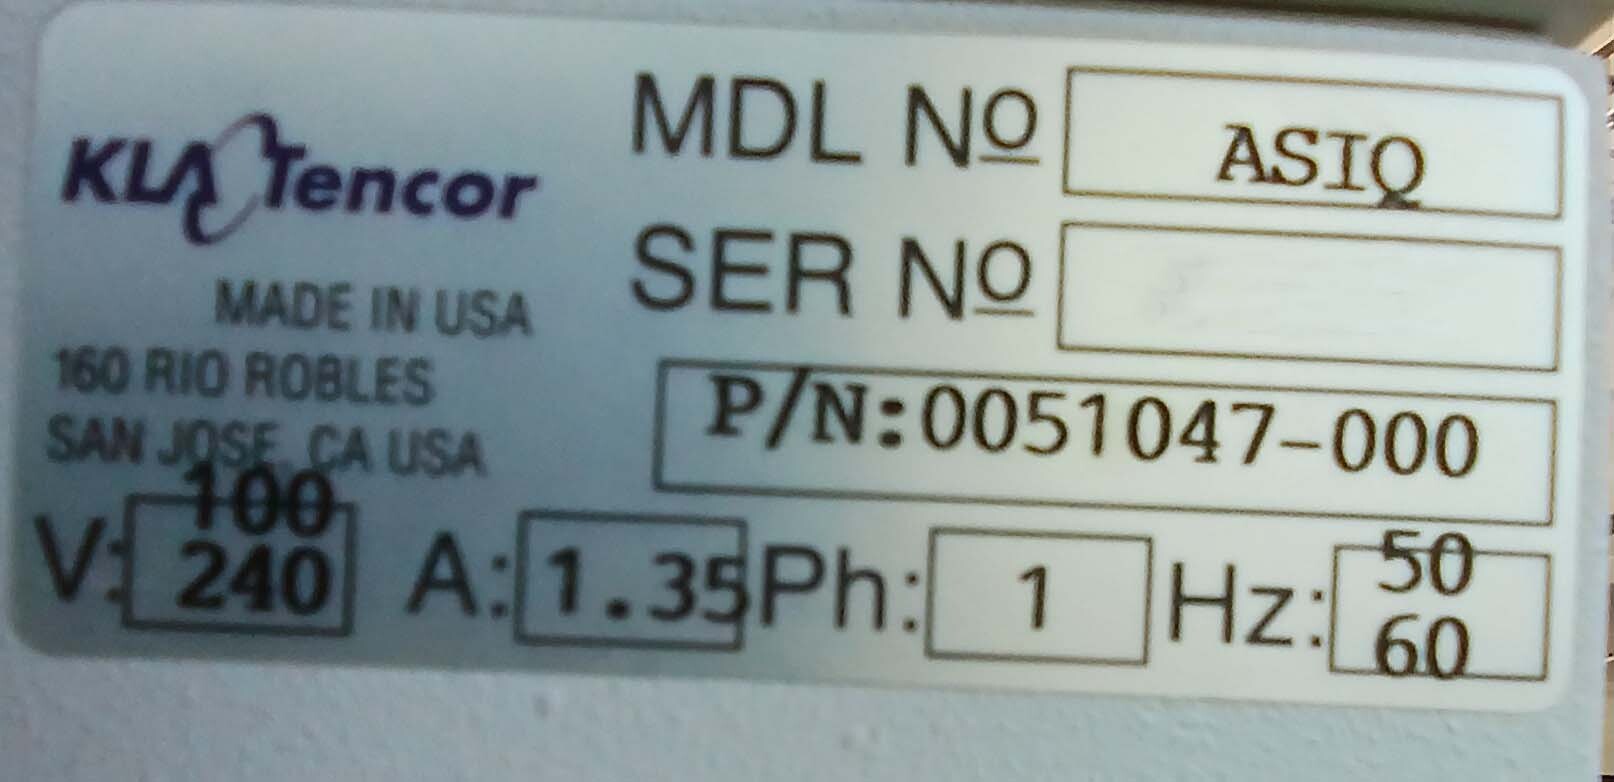 KLA Tencor
MADE IN USA
160 RIO ROBLES
SAN JOSE, CA USA
MDL Nº ASIQ
SER Nº
P/N:0051047-000
V: 100 240 A: 1.35 Ph: 1 Hz: 50 60